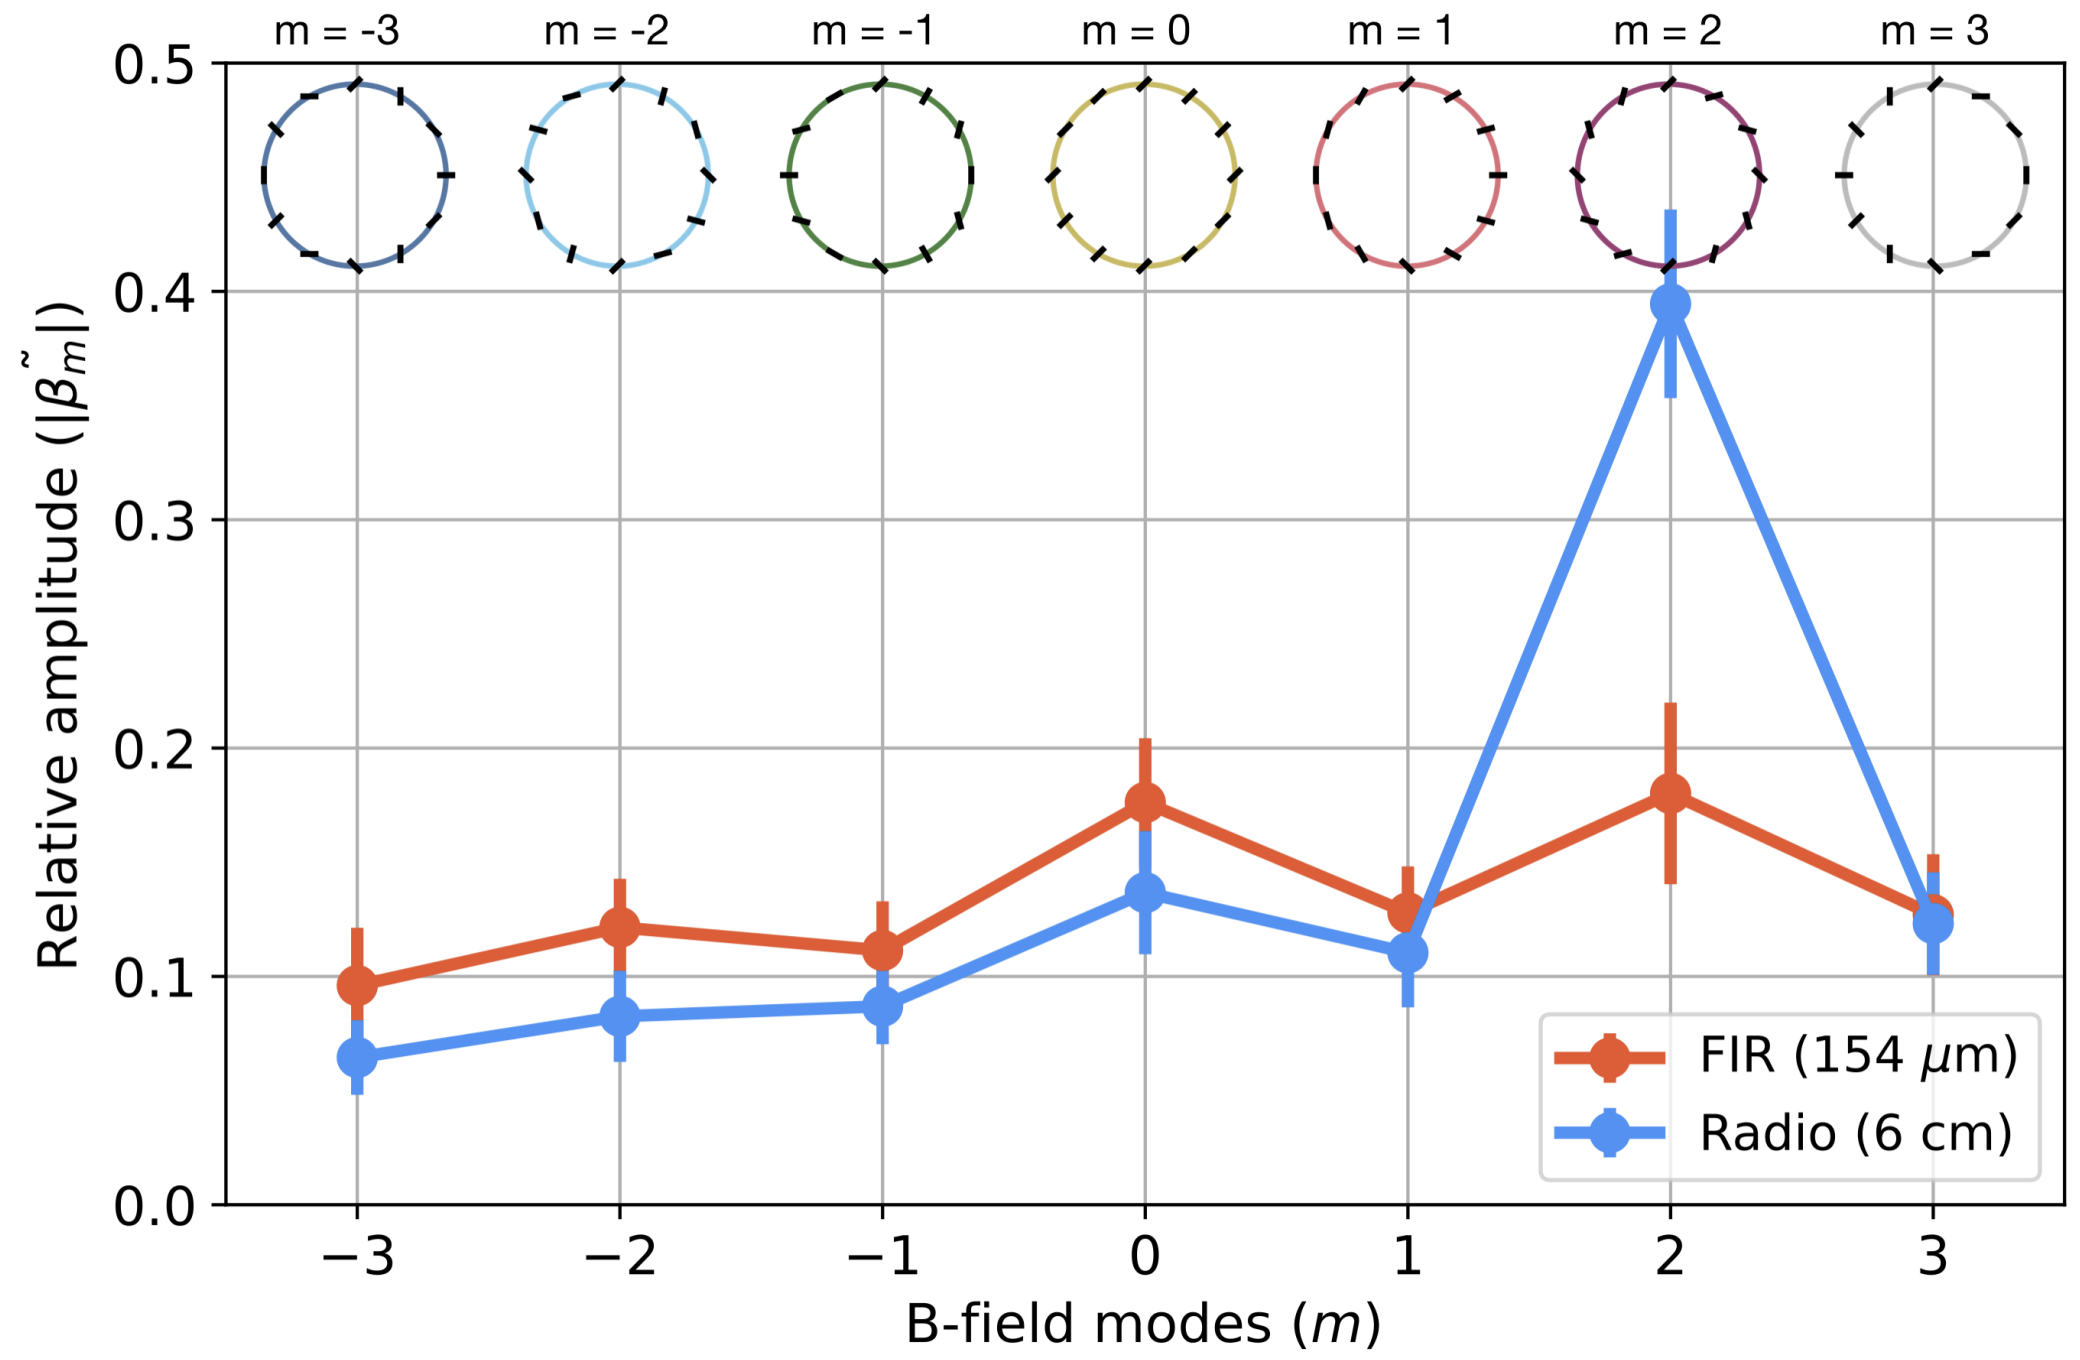 m = -3 m = -2 m = -1 m = 0 m = 1 m = 2 m = 3
0.5
0.4
0.3
0.2
0.1
0.0
Relative amplitude (|β̃m|)
FIR (154 μm)
Radio (6 cm)
−3 −2 −1 0 1 2 3
B-field modes (m)